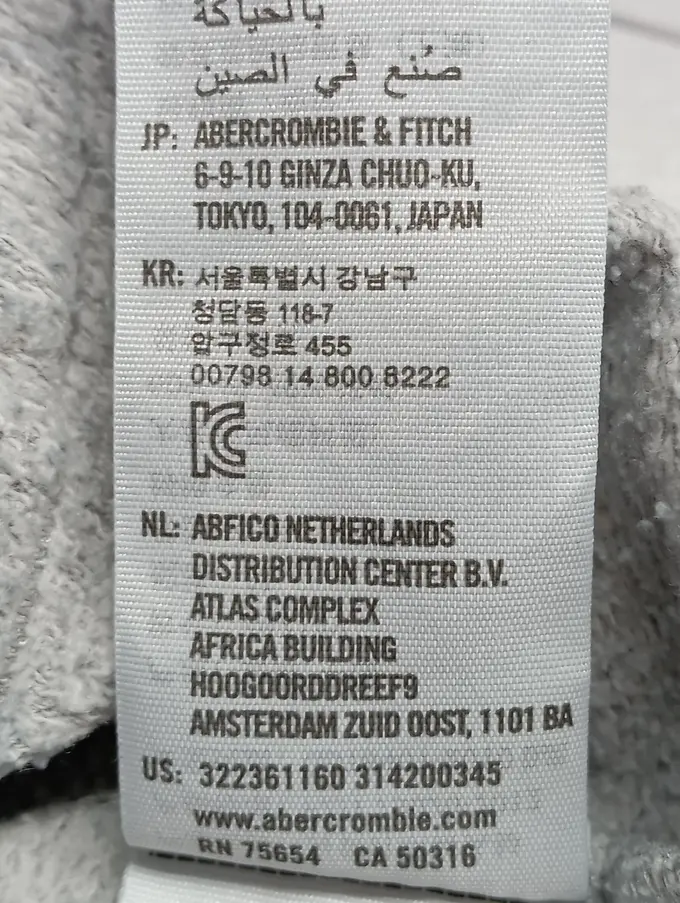 بالحياكة
صُنع في الصين
JP: ABERCROMBIE & FITCH
6-9-10 GINZA CHUO-KU,
TOKYO, 104-0061, JAPAN
KR: 서울특별시 강남구
청담동 118-7
압구정로 455
00798 14 800 8222
KC
NL: ABFICO NETHERLANDS
DISTRIBUTION CENTER B.V.
ATLAS COMPLEX
AFRICA BUILDING
HOOGOORDDREEF9
AMSTERDAM ZUID OOST, 1101 BA
US: 322361160 314200345
www.abercrombie.com
RN 75654 CA 50316